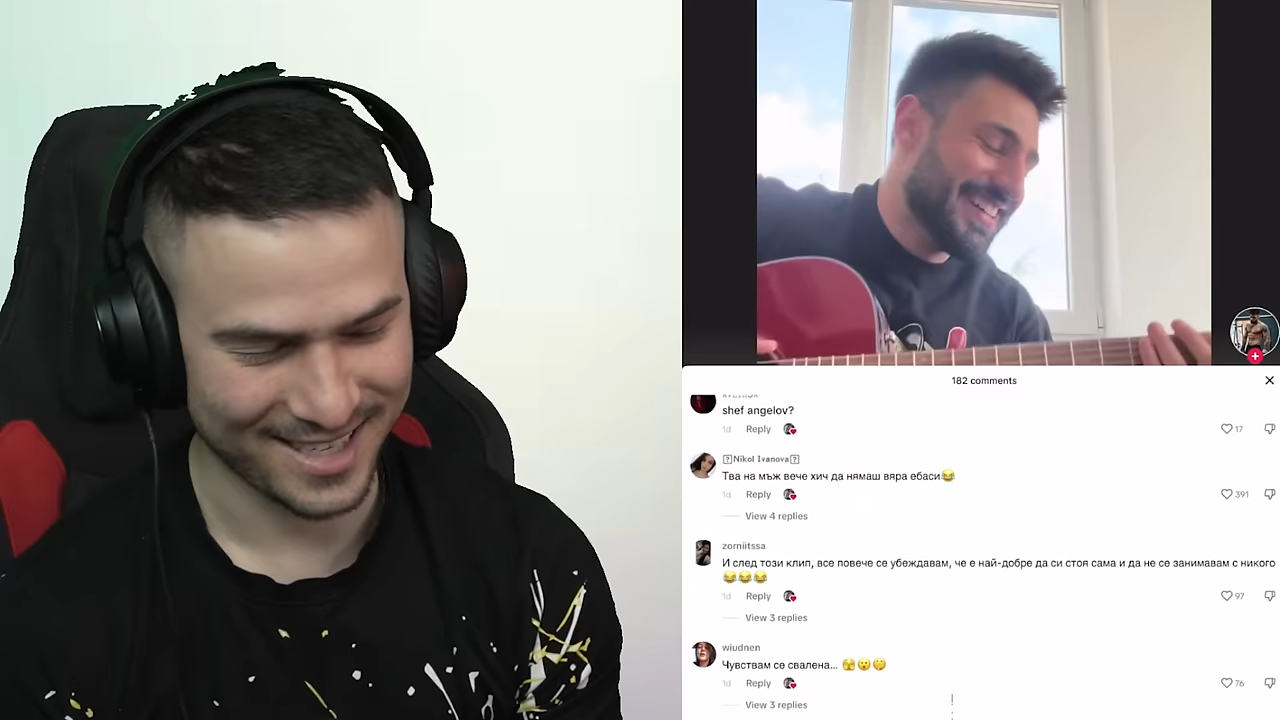 182 comments
shef angelov?
1d Reply 17
Nikol Ivanova
Тва на мъж вече хич да нямаш вяра ебаси😂
1d Reply 391
View 4 replies
zorniitssa
И след този клип, все повече се убеждавам, че е най-добре да си стоя сама и да не се занимавам с никого
😂😂😂
1d Reply 97
View 3 replies
wiudnen
Чувствам се свалена... 🫣😮🤭
1d Reply 76
View 3 replies